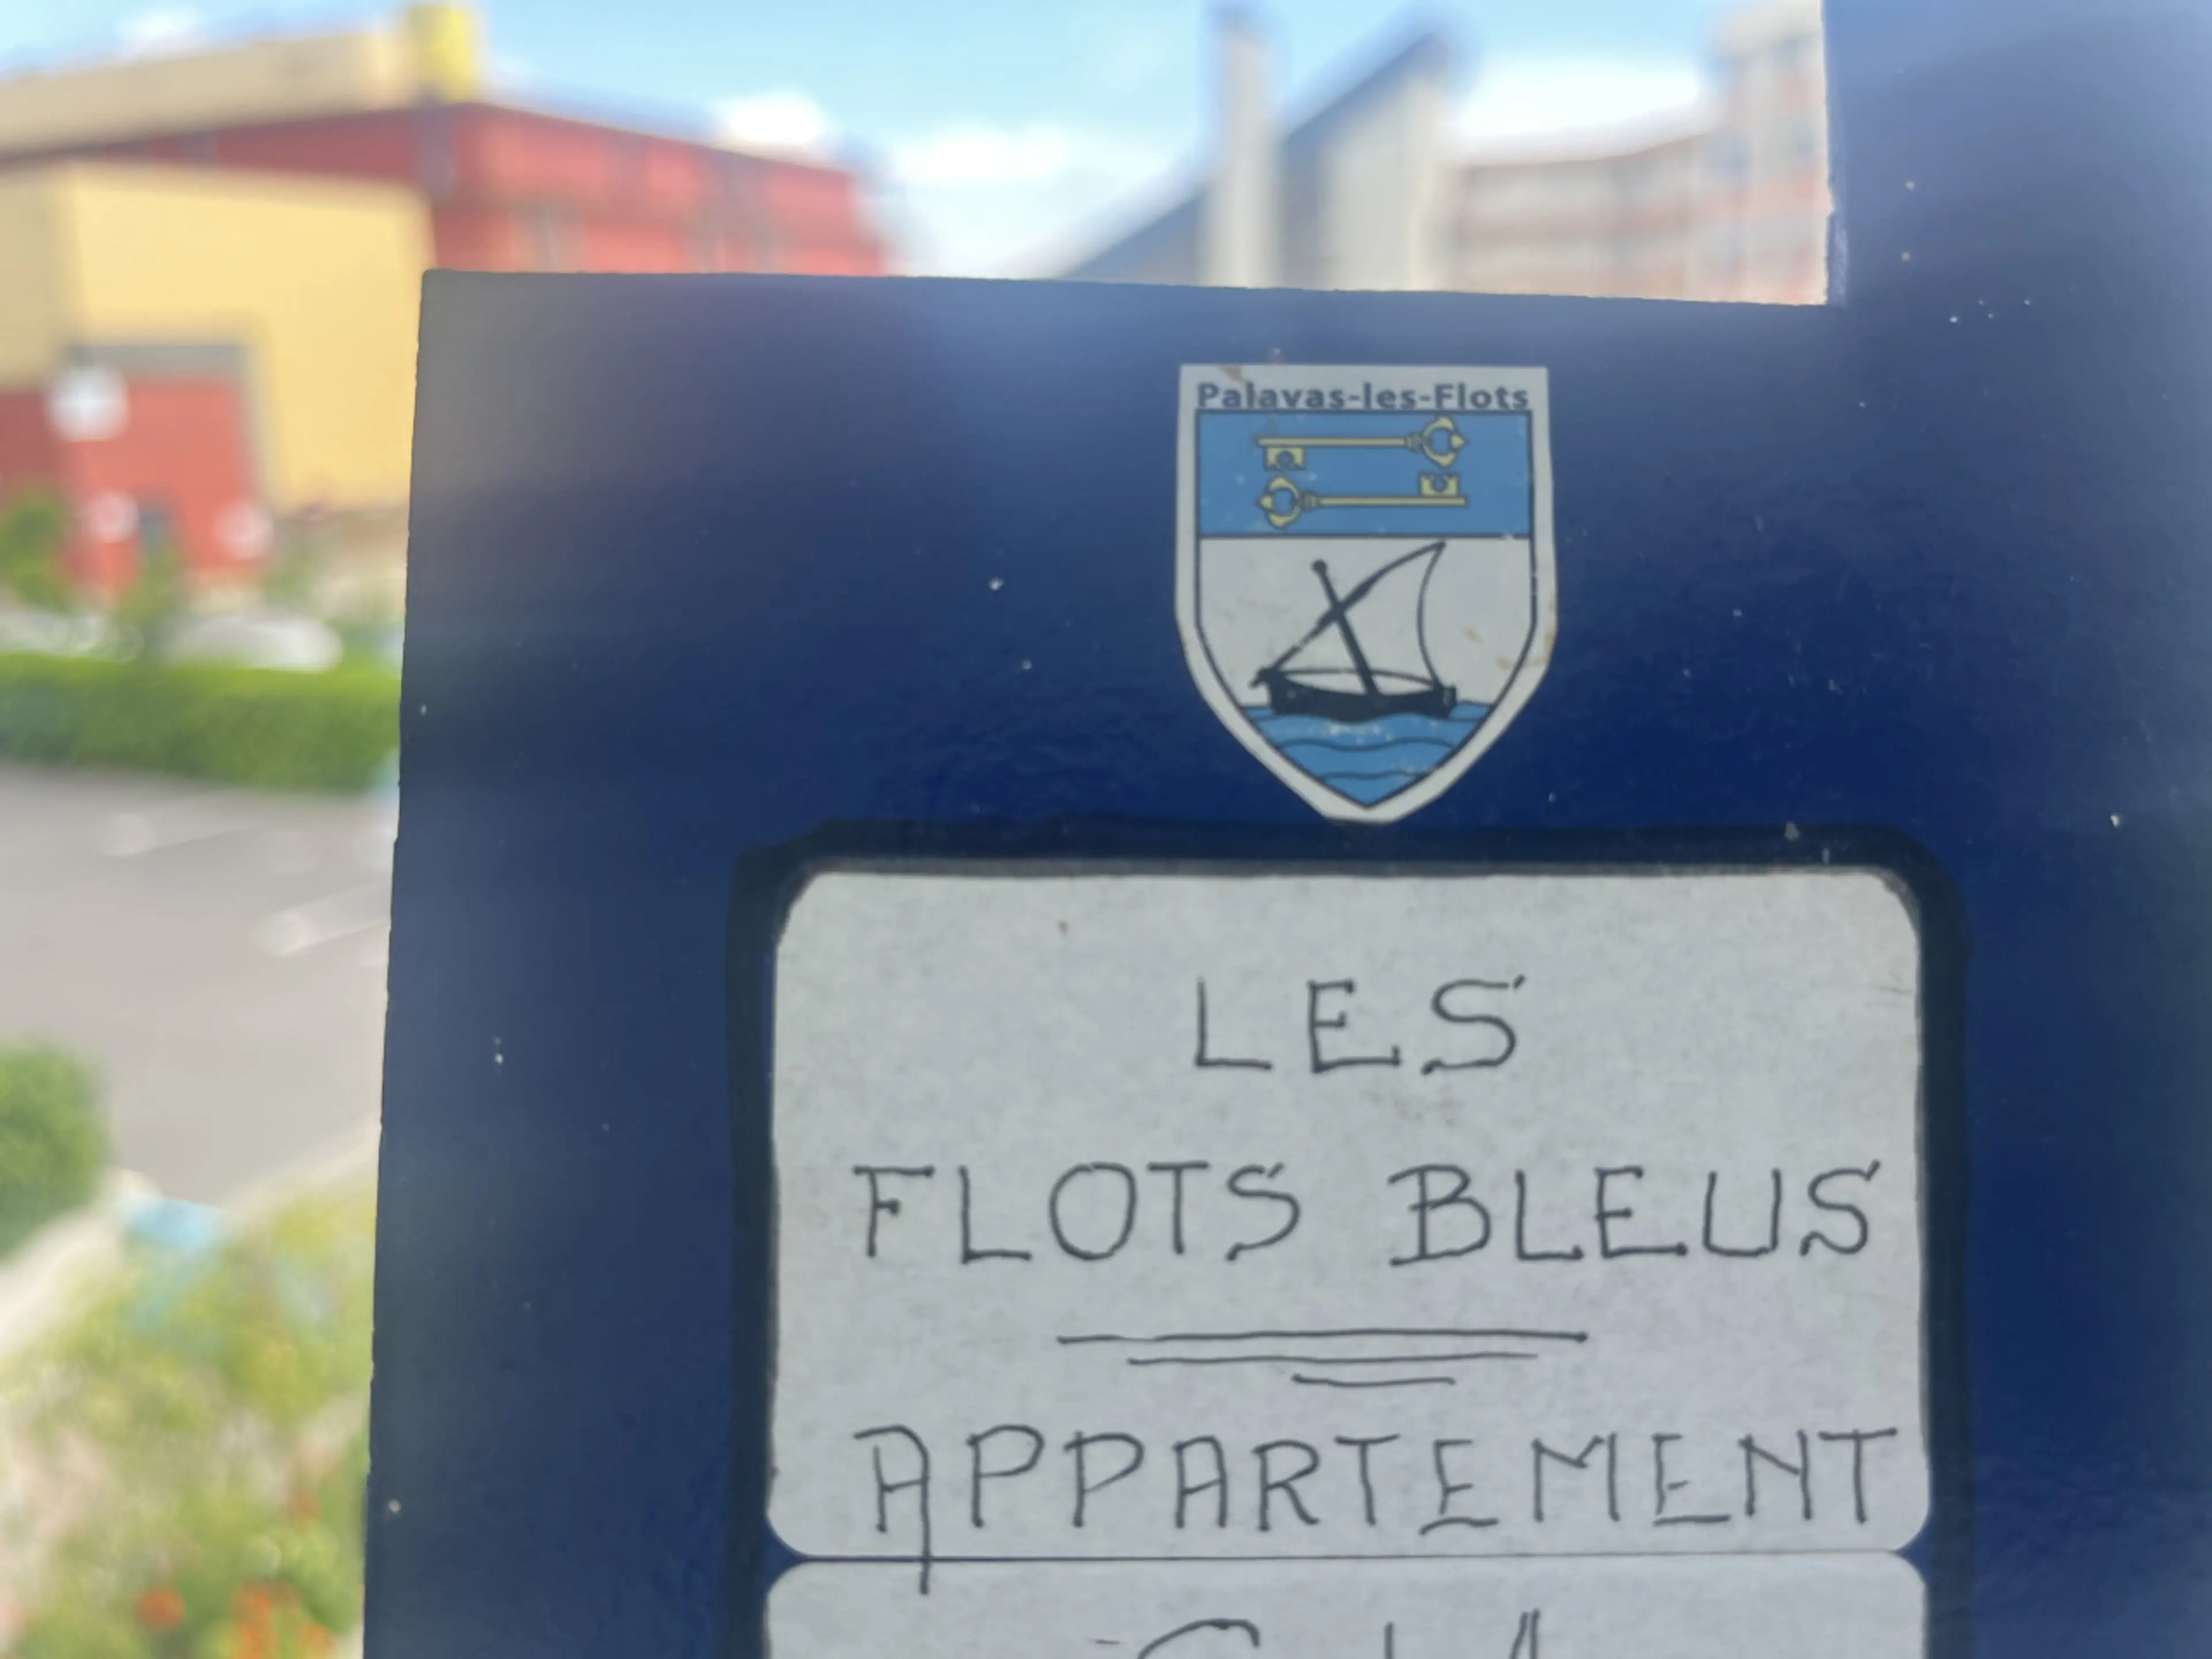 Palavas-les-Flots
LES
FLOTS BLEUS
APPARTEMENT